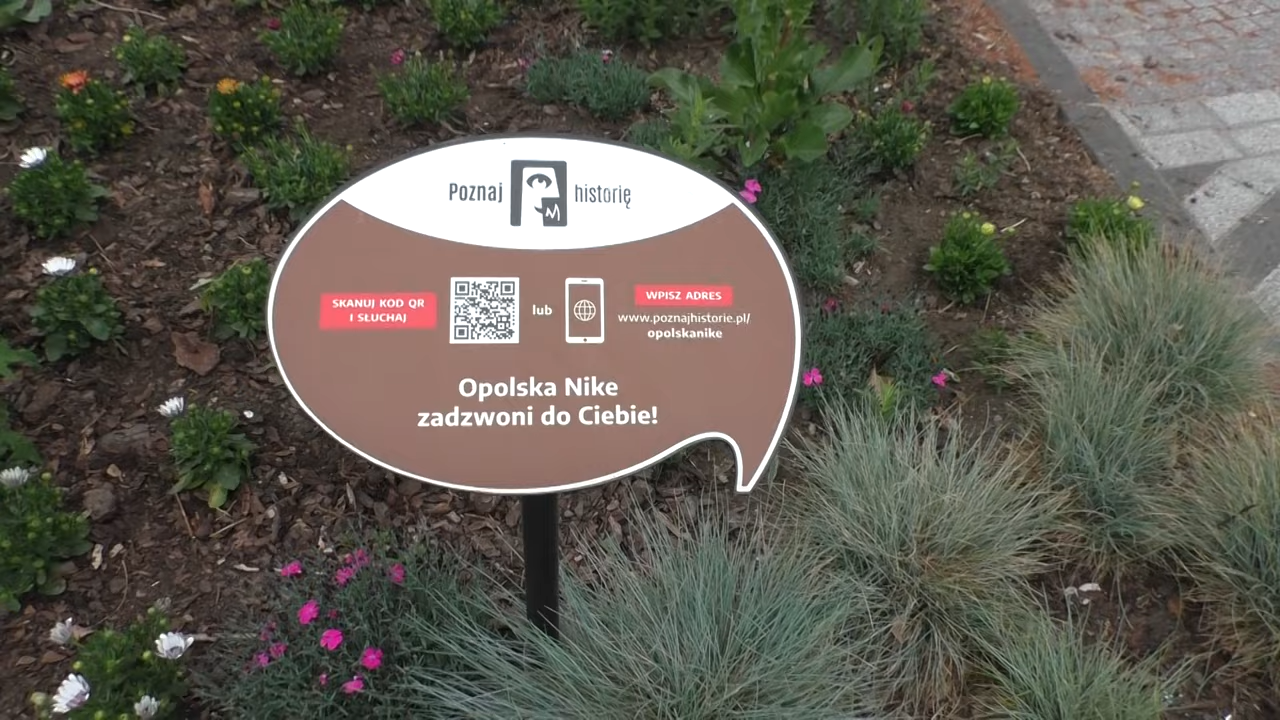 Poznaj historię
SKANUJ KOD QR
I SŁUCHAJ
lub
WPISZ ADRES
www.poznajhistorie.pl/
opolskanike
Opolska Nike
zadzwoni do Ciebie!